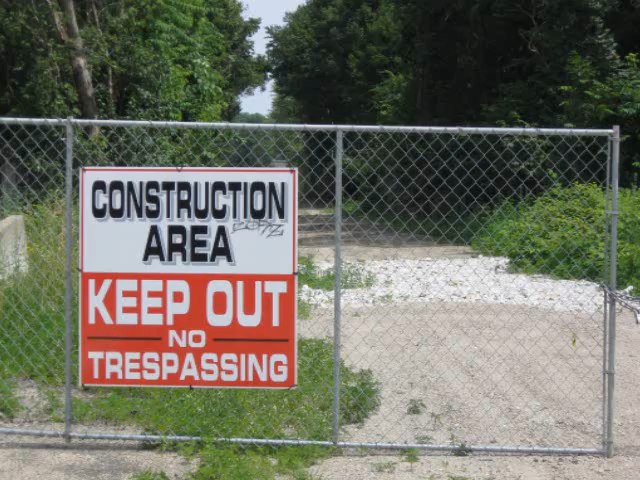 CONSTRUCTION
AREA
KEEP OUT
NO
TRESPASSING